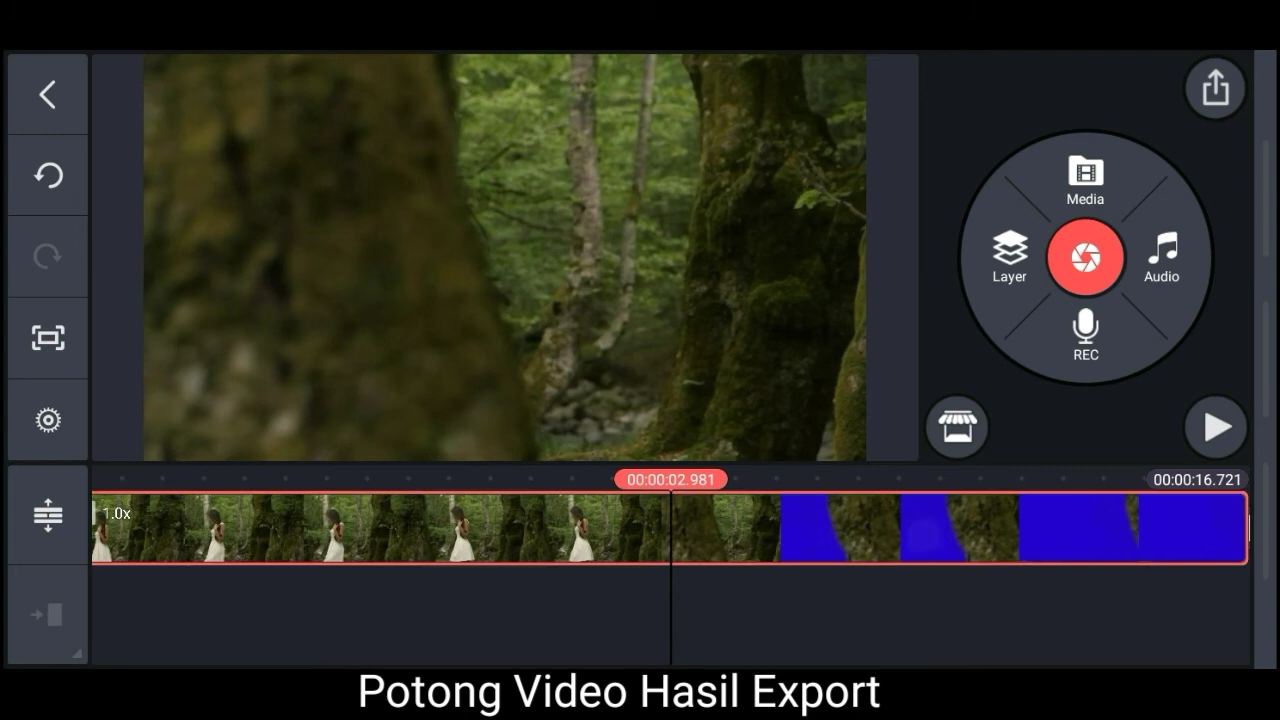 Media
Layer
Audio
REC
00:00:02.981
00:00:16.721
1.0x
Potong Video Hasil Export